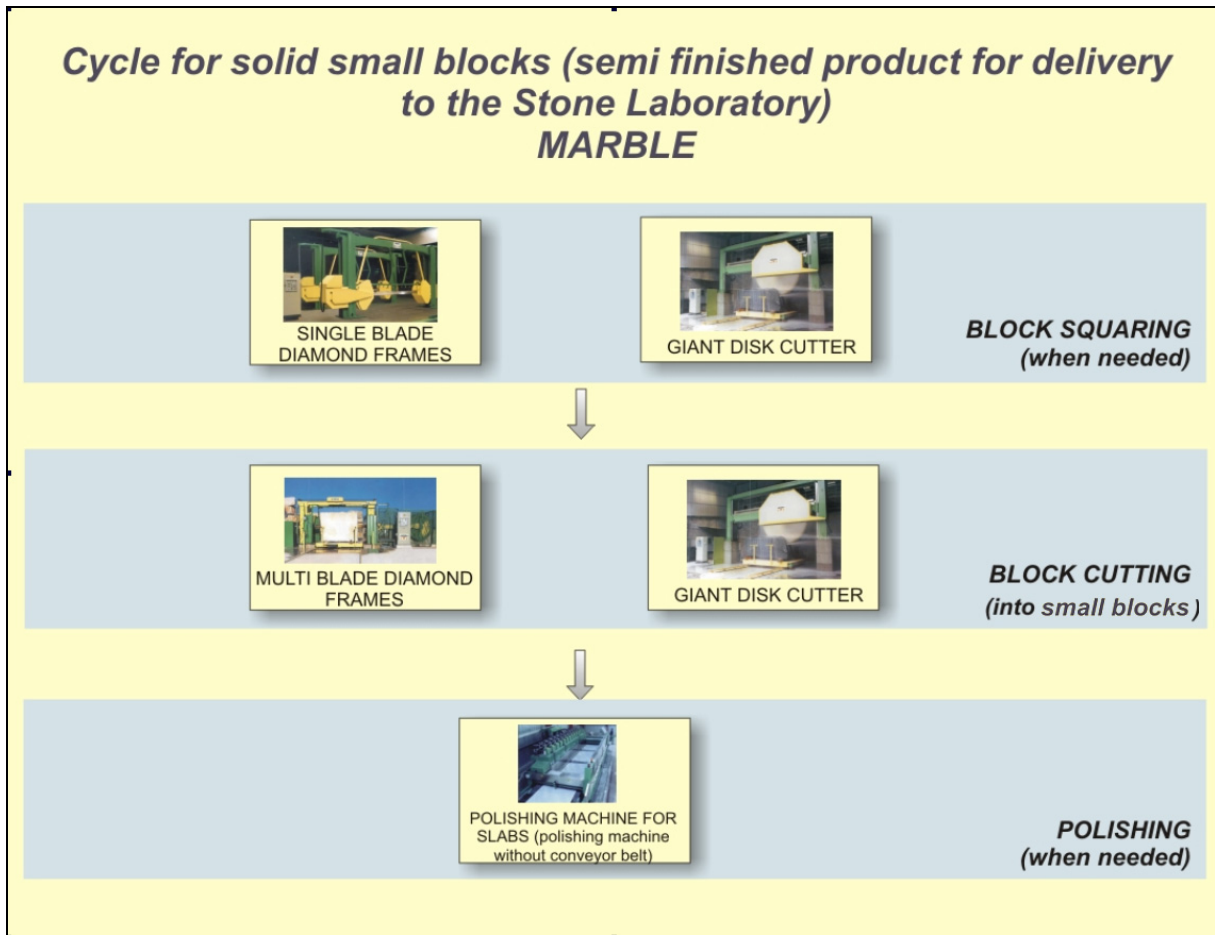 Cycle for solid small blocks (semi finished product for delivery
to the Stone Laboratory)
MARBLE
SINGLE BLADE
DIAMOND FRAMES
GIANT DISK CUTTER
BLOCK SQUARING
(when needed)
MULTI BLADE DIAMOND
FRAMES
GIANT DISK CUTTER
BLOCK CUTTING
(into small blocks)
POLISHING MACHINE FOR
SLABS (polishing machine
without conveyor belt)
POLISHING
(when needed)